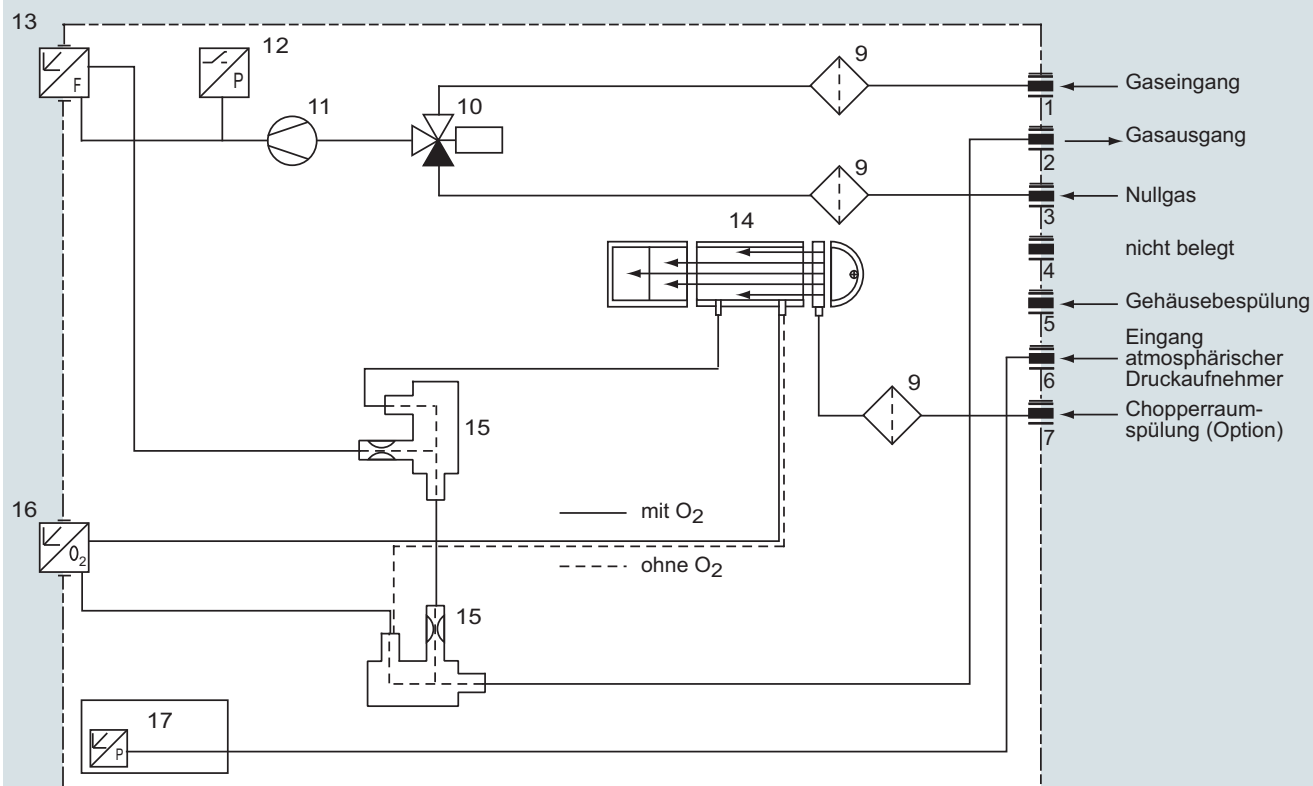 13
F
12
P
11
10
9
1
Gaseingang
2
Gasausgang
9
3
Nullgas
14
4
nicht belegt
5
Gehäusebespülung
6
Eingang
atmosphärischer
Druckaufnehmer
9
7
Chopperraum-
spülung (Option)
15
16
O2
mit O2
ohne O2
15
17
P